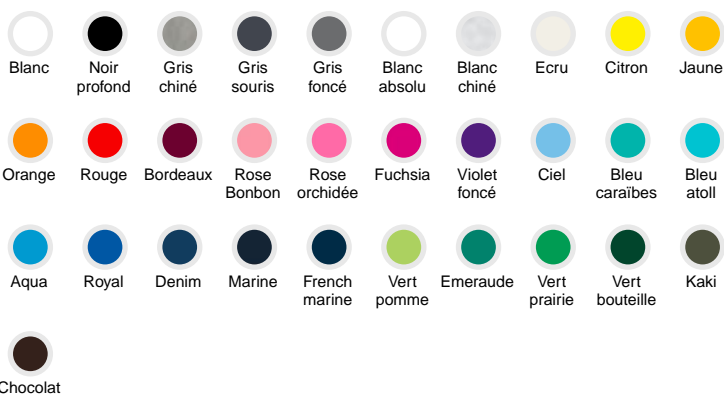 Blanc
Noir
profond
Gris
chiné
Gris
souris
Gris
foncé
Blanc
absolu
Blanc
chiné
Ecru
Citron
Jaune
Orange
Rouge
Bordeaux
Rose
Bonbon
Rose
orchidée
Fuchsia
Violet
foncé
Ciel
Bleu
caraïbes
Bleu
atoll
Aqua
Royal
Denim
Marine
French
marine
Vert
pomme
Emeraude
Vert
prairie
Vert
bouteille
Kaki
Chocolat